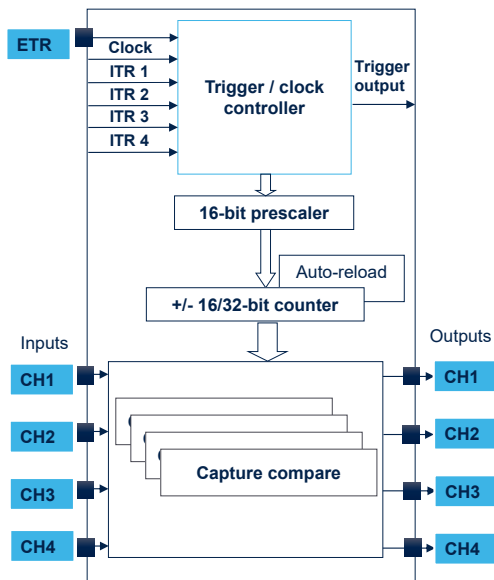 ETR
Clock
ITR 1
ITR 2
ITR 3
ITR 4
Trigger / clock
controller
Trigger
output
16-bit prescaler
Auto-reload
+/- 16/32-bit counter
Inputs
Outputs
CH1
CH1
CH2
CH2
Capture compare
CH3
CH3
CH4
CH4